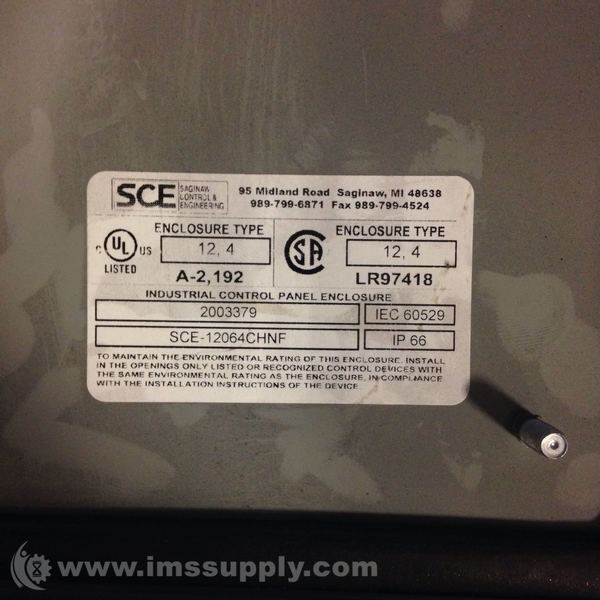 SCE SAGINAW CONTROL & ENGINEERING
95 Midland Road Saginaw, MI 48638
989-799-6871 Fax 989-799-4524
C UL US LISTED
ENCLOSURE TYPE
12, 4
A-2,192
SA
ENCLOSURE TYPE
12, 4
LR97418
INDUSTRIAL CONTROL PANEL ENCLOSURE
2003379 IEC 60529
SCE-12064CHNF IP 66
TO MAINTAIN THE ENVIRONMENTAL RATING OF THIS ENCLOSURE, INSTALL
IN THE OPENINGS ONLY LISTED OR RECOGNIZED CONTROL DEVICES WITH
THE SAME ENVIRONMENTAL RATING AS THE ENCLOSURE, IN COMPLIANCE
WITH THE INSTALLATION INSTRUCTIONS OF THE DEVICE
www.imssupply.com